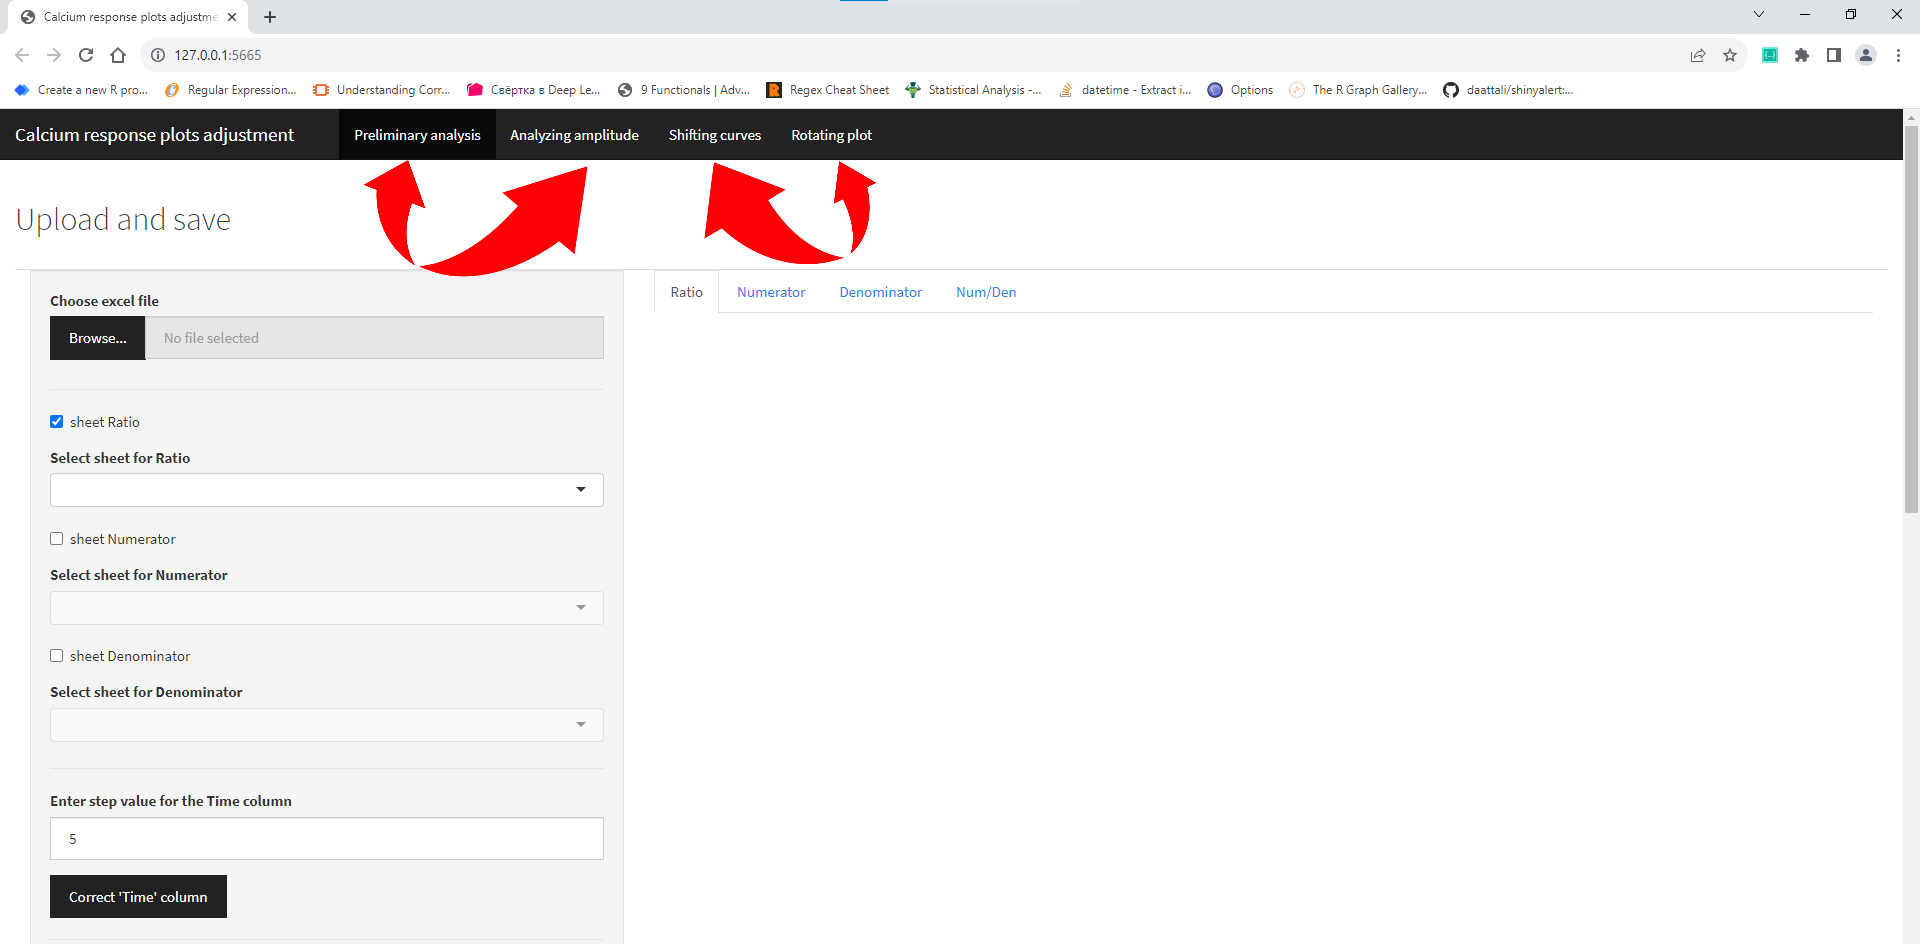 Calcium response plots adjustme
127.0.0.1:5665
Create a new R pro... Regular Expression... Understanding Corr... Свёртка в Deep Le... 9 Functionals | Adv... Regex Cheat Sheet Statistical Analysis -... datetime - Extract i... Options The R Graph Gallery... daattali/shinyalert:...
Calcium response plots adjustment Preliminary analysis Analyzing amplitude Shifting curves Rotating plot
Upload and save
Ratio Numerator Denominator Num/Den
Choose excel file
Browse... No file selected
sheet Ratio
Select sheet for Ratio
sheet Numerator
Select sheet for Numerator
sheet Denominator
Select sheet for Denominator
Enter step value for the Time column
5
Correct 'Time' column